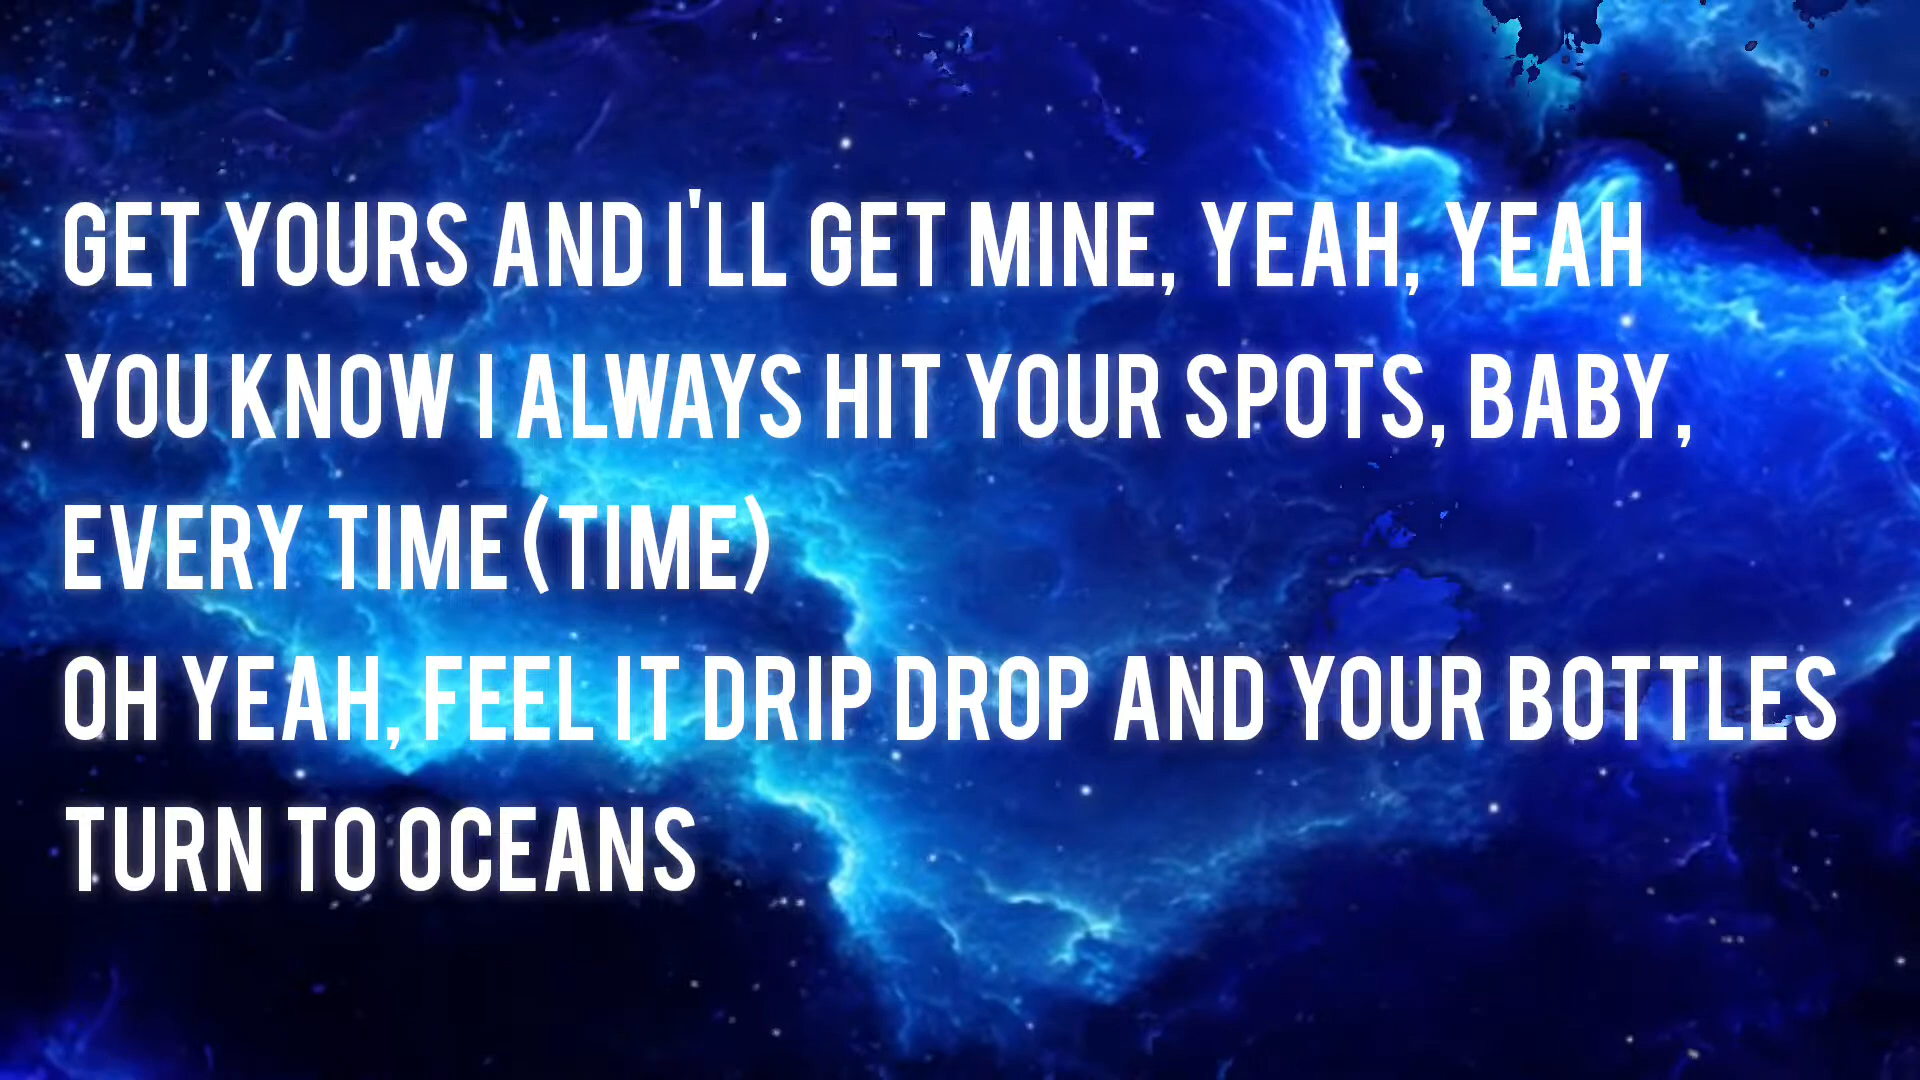 GET YOURS AND I'LL GET MINE, YEAH, YEAH
YOU KNOW I ALWAYS HIT YOUR SPOTS, BABY,
EVERY TIME (TIME)
OH YEAH, FEEL IT DRIP DROP AND YOUR BOTTLES
TURN TO OCEANS